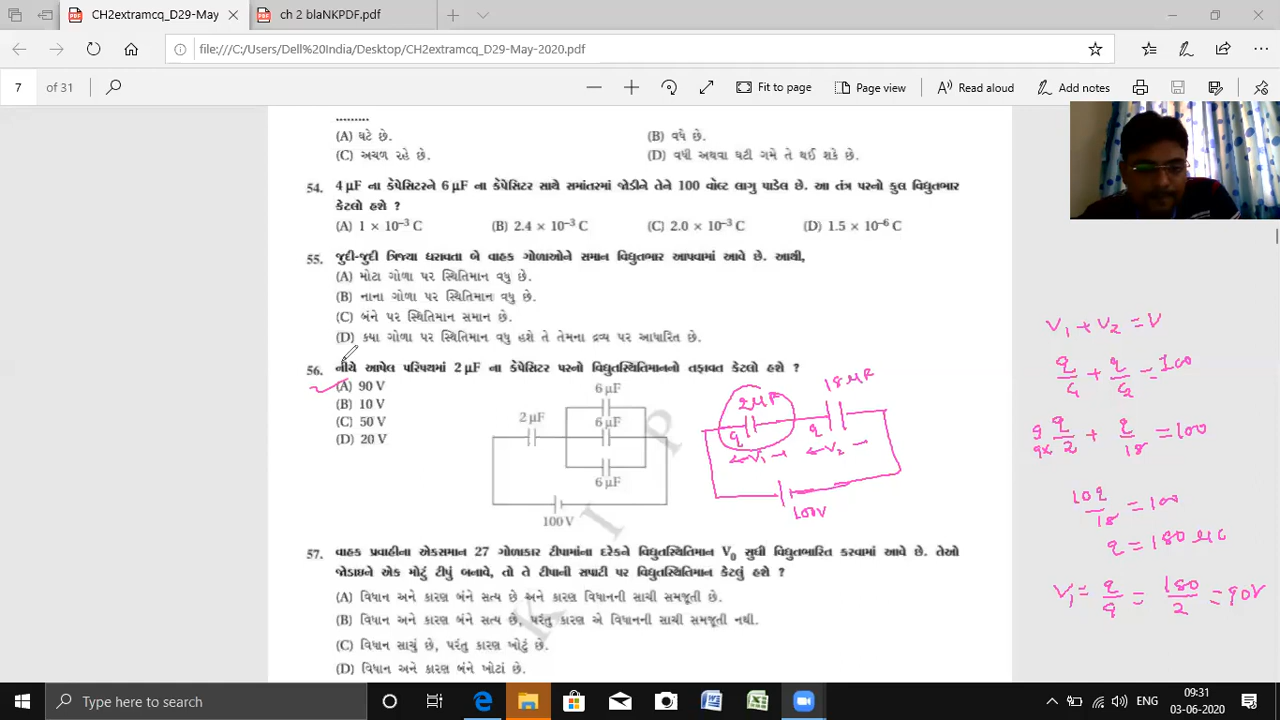 CH2extramcq_D29-May
ch 2 blaNKPDF.pdf
file:///C:/Users/Dell%20India/Desktop/CH2extramcq_D29-May-2020.pdf
7 of 31
Fit to page
Page view
Read aloud
Add notes
.........
(A) ઘટે છે. (B) વધે છે.
(C) અચળ રહે છે. (D) વધી અથવા ઘટી ગમે તે થઈ શકે છે.
54. 4 μF ના કેપેસિટરને 6 μF ના કેપેસિટર સાથે સમાંતરમાં જોડીને તેને 100 વોલ્ટ લાગુ પાડેલ છે. આ તંત્ર પરનો કુલ વિદ્યુતભાર
કેટલો હશે ?
(A) 1 × 10⁻³ C (B) 2.4 × 10⁻³ C (C) 2.0 × 10⁻³ C (D) 1.5 × 10⁻⁶ C
55. જુદી-જુદી ત્રિજ્યા ધરાવતા બે વાહક ગોળાઓને સમાન વિદ્યુતભાર આપવામાં આવે છે. આથી,
(A) મોટા ગોળા પર સ્થિતિમાન વધુ છે.
(B) નાના ગોળા પર સ્થિતિમાન વધુ છે.
(C) બંને પર સ્થિતિમાન સમાન છે.
(D) ક્યા ગોળા પર સ્થિતિમાન વધુ હશે તે તેમના દ્રવ્ય પર આધારિત છે.
56. નીચે આપેલ પરિપથમાં 2 μF ના કેપેસિટર પરનો વિદ્યુતસ્થિતિમાનનો તફાવત કેટલો હશે ?
(A) 90 V
(B) 10 V
(C) 50 V
(D) 20 V
6 μF
2 μF
6 μF
6 μF
100 V
2μF
18μF
q
q
V₁
V₂
100V
V₁ + V₂ = V
= 100
9q/9×2 + q/18 = 100
10q/18 = 100
q = 180 μC
V₁ = q/9 = 180/2 = 90V
57. વાહક પ્રવાહીના એકસમાન 27 ગોળાકાર ટીપામાંના દરેકને વિદ્યુતસ્થિતિમાન V₀ સુધી વિદ્યુતભારિત કરવામાં આવે છે. તેઓ
જોડાઇને એક મોટું ટીપું બનાવે, તો તે ટીપાની સપાટી પર વિદ્યુતસ્થિતિમાન કેટલું હશે ?
(A) વિધાન અને કારણ બંને સત્ય છે અને કારણ વિધાનની સાચી સમજૂતી છે.
(B) વિધાન અને કારણ બંને સત્ય છે, પરંતુ કારણ એ વિધાનની સાચી સમજૂતી નથી.
(C) વિધાન સાચું છે, પરંતુ કારણ ખોટું છે.
(D) વિધાન અને કારણ બંને ખોટાં છે.
K I P
Type here to search
ENG
09:31
03-06-2020